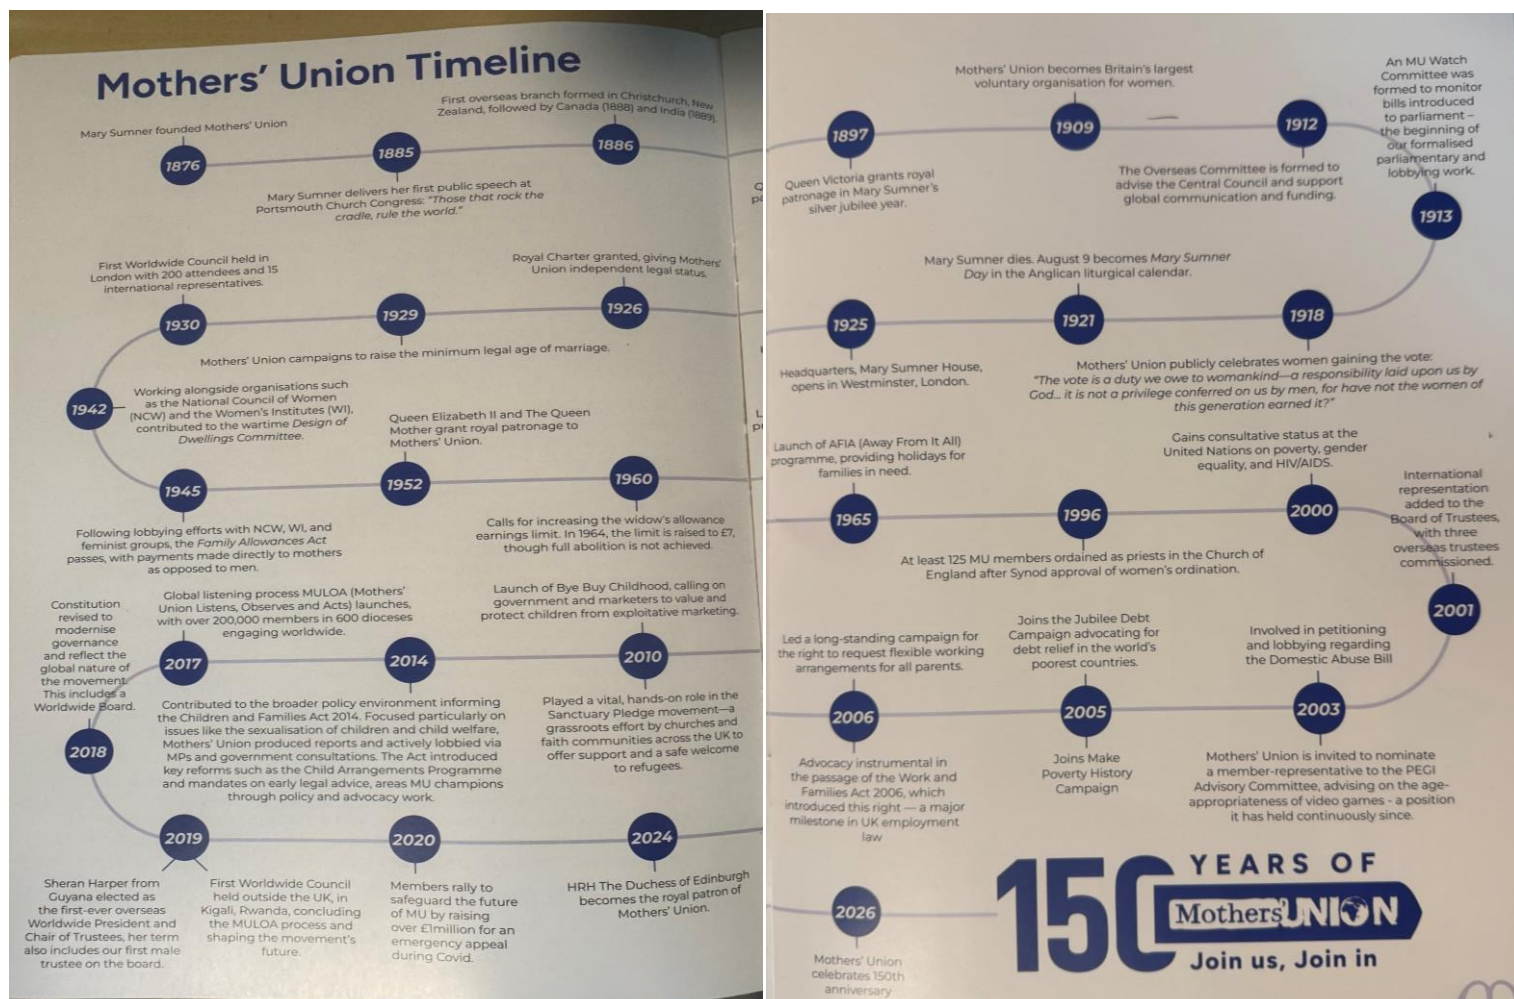 Mothers' Union Timeline
Mary Sumner founded Mothers' Union
1876
1885
Mary Sumner delivers her first public speech at
Portsmouth Church Congress: "Those that rock the
cradle, rule the world."
First overseas branch formed in Christchurch, New
Zealand, followed by Canada (1888) and India (1889).
1886
First Worldwide Council held in
London with 200 attendees and 15
international representatives.
1930
1929
Mothers' Union campaigns to raise the minimum legal age of marriage.
Royal Charter granted, giving Mothers'
Union independent legal status.
1926
1942
Working alongside organisations such
as the National Council of Women
(NCW) and the Women's Institutes (WI),
contributed to the wartime Design of
Dwellings Committee.
1945
Following lobbying efforts with NCW, WI, and
feminist groups, the Family Allowances Act
passes, with payments made directly to mothers
as opposed to men.
Queen Elizabeth II and The Queen
Mother grant royal patronage to
Mothers' Union.
1952
1960
Calls for increasing the widow's allowance
earnings limit. In 1964, the limit is raised to £7,
though full abolition is not achieved.
Constitution
revised to
modernise
governance
and reflect the
global nature of
the movement.
This includes a
Worldwide Board.
2018
Global listening process MULOA (Mothers'
Union Listens, Observes and Acts) launches,
with over 200,000 members in 600 dioceses
engaging worldwide.
2017
2014
Contributed to the broader policy environment informing
the Children and Families Act 2014. Focused particularly on
issues like the sexualisation of children and child welfare,
Mothers' Union produced reports and actively lobbied via
MPs and government consultations. The Act introduced
key reforms such as the Child Arrangements Programme
and mandates on early legal advice, areas MU champions
through policy and advocacy work.
Launch of Bye Buy Childhood, calling on
government and marketers to value and
protect children from exploitative marketing.
2010
Played a vital, hands-on role in the
Sanctuary Pledge movement—a
grassroots effort by churches and
faith communities across the UK to
offer support and a safe welcome
to refugees.
2019
Sheran Harper from
Guyana elected as
the first-ever overseas
Worldwide President and
Chair of Trustees, her term
also includes our first male
trustee on the board.
First Worldwide Council
held outside the UK, in
Kigali, Rwanda, concluding
the MULOA process and
shaping the movement's
future.
2020
Members rally to
safeguard the future
of MU by raising
over £1million for an
emergency appeal
during Covid.
2024
HRH The Duchess of Edinburgh
becomes the royal patron of
Mothers' Union.
1897
Queen Victoria grants royal
patronage in Mary Sumner's
silver jubilee year.
Mothers' Union becomes Britain's largest
voluntary organisation for women.
1909
1912
The Overseas Committee is formed to
advise the Central Council and support
global communication and funding.
An MU Watch
Committee was
formed to monitor
bills introduced
to parliament –
the beginning of
our formalised
parliamentary and
lobbying work.
1913
1925
Headquarters, Mary Sumner House,
opens in Westminster, London.
Mary Sumner dies. August 9 becomes Mary Sumner
Day in the Anglican liturgical calendar.
1921
1918
Mothers' Union publicly celebrates women gaining the vote:
"The vote is a duty we owe to womankind—a responsibility laid upon us by
God... it is not a privilege conferred on us by men, for have not the women of
this generation earned it?"
Launch of AFIA (Away From It All)
programme, providing holidays for
families in need.
1965
1996
At least 125 MU members ordained as priests in the Church of
England after Synod approval of women's ordination.
Gains consultative status at the
United Nations on poverty, gender
equality, and HIV/AIDS.
2000
International
representation
added to the
Board of Trustees,
with three
overseas trustees
commissioned.
2001
Led a long-standing campaign for
the right to request flexible working
arrangements for all parents.
2006
Advocacy instrumental in
the passage of the Work and
Families Act 2006, which
introduced this right — a major
milestone in UK employment
law
Joins the Jubilee Debt
Campaign advocating for
debt relief in the world's
poorest countries.
2005
Joins Make
Poverty History
Campaign
Involved in petitioning
and lobbying regarding
the Domestic Abuse Bill
2003
Mothers' Union is invited to nominate
a member-representative to the PEGI
Advisory Committee, advising on the age-
appropriateness of video games - a position
it has held continuously since.
2026
Mothers' Union
celebrates 150th
anniversary
150 YEARS OF
Mothers' UNION
Join us, Join in